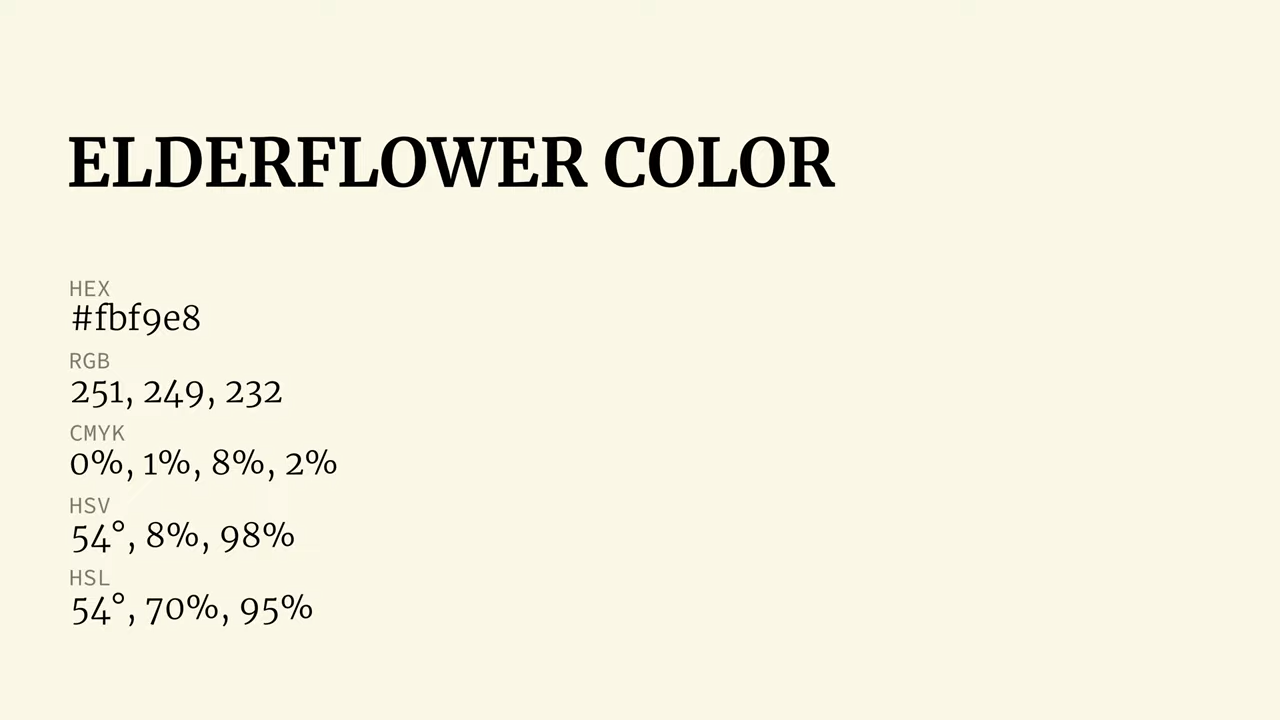 ELDERFLOWER COLOR
HEX
#fbf9e8
RGB
251, 249, 232
CMYK
0%, 1%, 8%, 2%
HSV
54°, 8%, 98%
HSL
54°, 70%, 95%